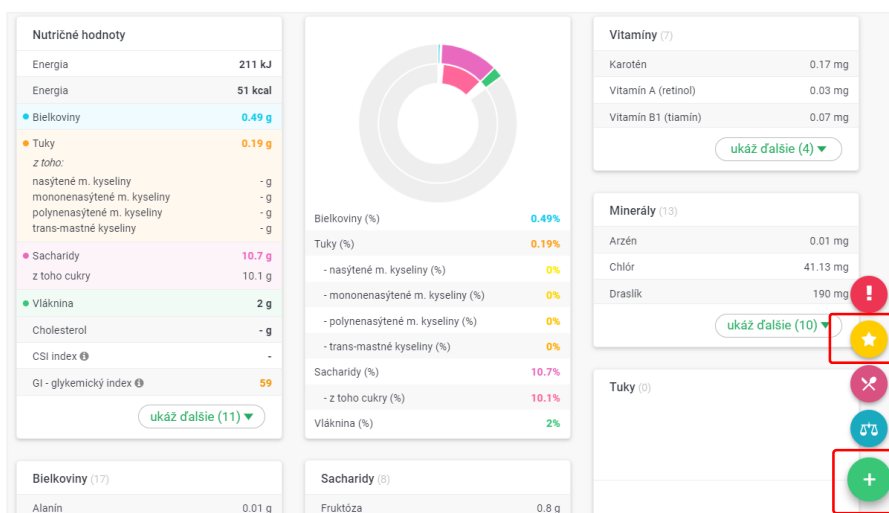 Nutričné hodnoty
Energia 211 kJ
Energia 51 kcal
Bielkoviny 0.49 g
Tuky 0.19 g
z toho:
nasýtené m. kyseliny - g
mononenasýtené m. kyseliny - g
polynenasýtené m. kyseliny - g
trans-mastné kyseliny - g
Sacharidy 10.7 g
z toho cukry 10.1 g
Vláknina 2 g
Cholesterol - g
CSI index -
GI - glykemický index 59
ukáž ďalšie (11)
Bielkoviny (17)
Alanín 0.01 g
Bielkoviny (%) 0.49%
Tuky (%) 0.19%
- nasýtené m. kyseliny (%) 0%
- mononenasýtené m. kyseliny (%) 0%
- polynenasýtené m. kyseliny (%) 0%
- trans-mastné kyseliny (%) 0%
Sacharidy (%) 10.7%
- z toho cukry (%) 10.1%
Vláknina (%) 2%
Sacharidy (8)
Fruktóza 0.8 g
Vitamíny (7)
Karotén 0.17 mg
Vitamín A (retinol) 0.03 mg
Vitamín B1 (tiamín) 0.07 mg
ukáž ďalšie (4)
Minerály (13)
Arzén 0.01 mg
Chlór 41.13 mg
Draslík 190 mg
ukáž ďalšie (10)
Tuky (0)